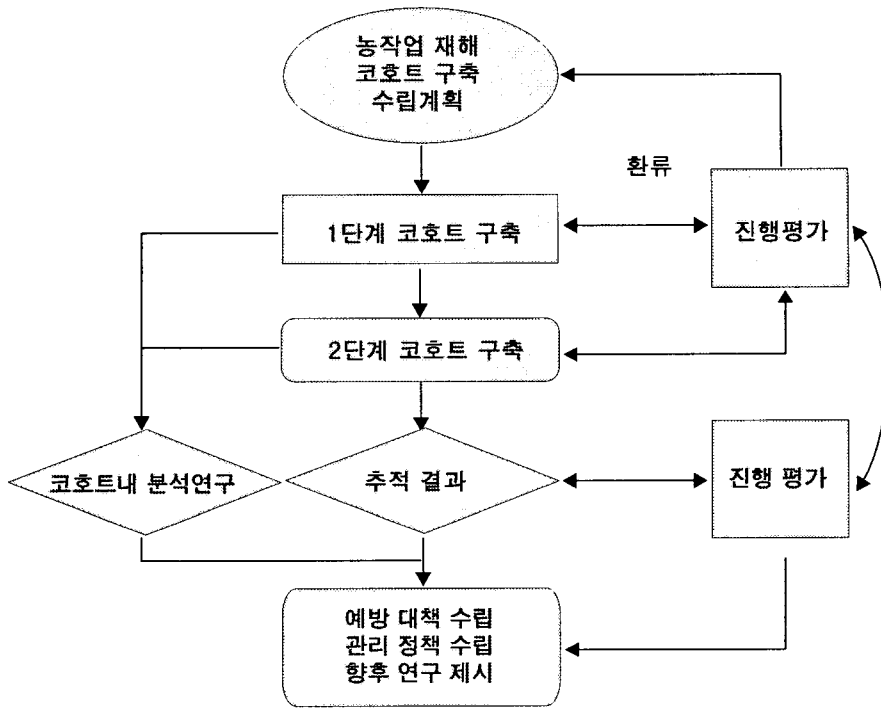 농작업 재해
코호트 구축
수립계획
환류
1단계 코호트 구축
진행평가
2단계 코호트 구축
코호트내 분석연구
추적 결과
진행 평가
예방 대책 수립
관리 정책 수립
향후 연구 제시